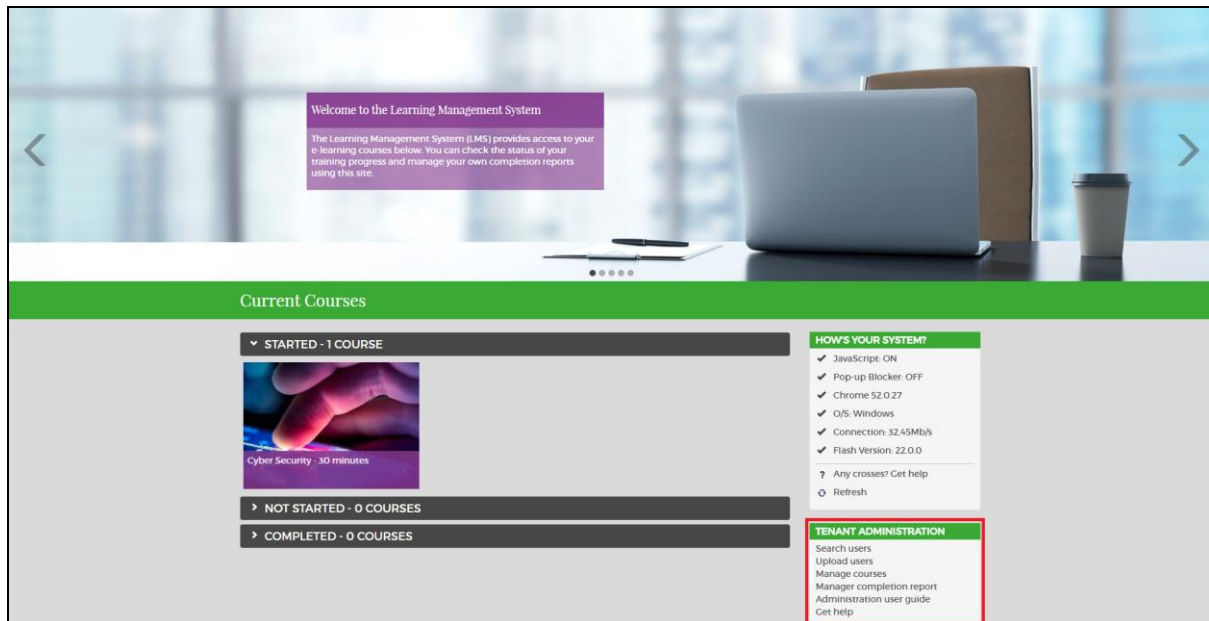 Welcome to the Learning Management System
The Learning Management System (LMS) provides access to your
e-learning courses below. You can check the status of your
training progress and manage your own completion reports
using this site.
Current Courses
STARTED - 1 COURSE
Cyber Security - 30 minutes
NOT STARTED - 0 COURSES
COMPLETED - 0 COURSES
HOW'S YOUR SYSTEM?
JavaScript: ON
Pop-up Blocker: OFF
Chrome 52.0.27
O/S: Windows
Connection: 32.45Mb/s
Flash Version: 22.0.0
? Any crosses? Get help
Refresh
TENANT ADMINISTRATION
Search users
Upload users
Manage courses
Manager completion report
Administration user guide
Get help